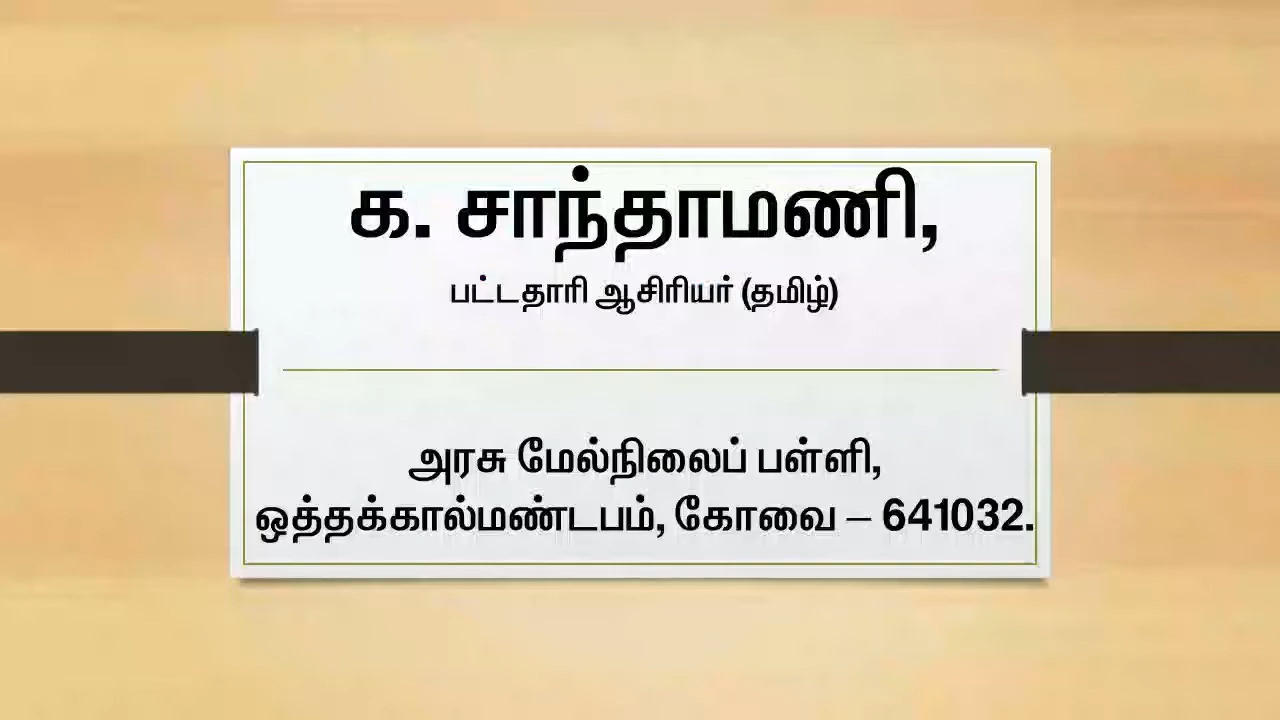 க. சாந்தாமணி,
பட்டதாரி ஆசிரியர் (தமிழ்)
அரசு மேல்நிலைப் பள்ளி,
ஒத்தக்கால்மண்டபம், கோவை – 641032.